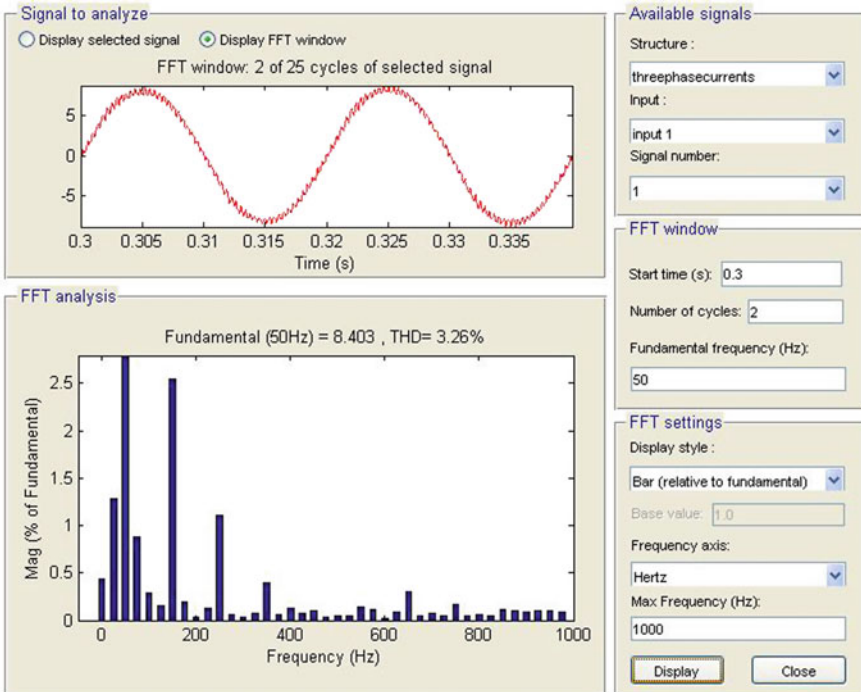 Signal to analyze
Display selected signal
Display FFT window
FFT window: 2 of 25 cycles of selected signal
5
0
-5
0.3 0.305 0.31 0.315 0.32 0.325 0.33 0.335
Time (s)
FFT analysis
Fundamental (50Hz) = 8.403 , THD= 3.26%
2.5
2
1.5
1
0.5
0
Mag (% of Fundamental)
0 200 400 600 800 1000
Frequency (Hz)
Available signals
Structure :
threephasecurrents
Input :
input 1
Signal number:
1
FFT window
Start time (s): 0.3
Number of cycles: 2
Fundamental frequency (Hz):
50
FFT settings
Display style :
Bar (relative to fundamental)
Base value: 1.0
Frequency axis:
Hertz
Max Frequency (Hz):
1000
Display
Close